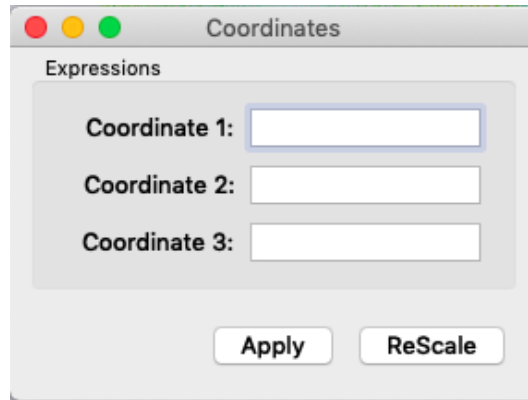 Coordinates
Expressions
Coordinate 1:
Coordinate 2:
Coordinate 3:
Apply ReScale